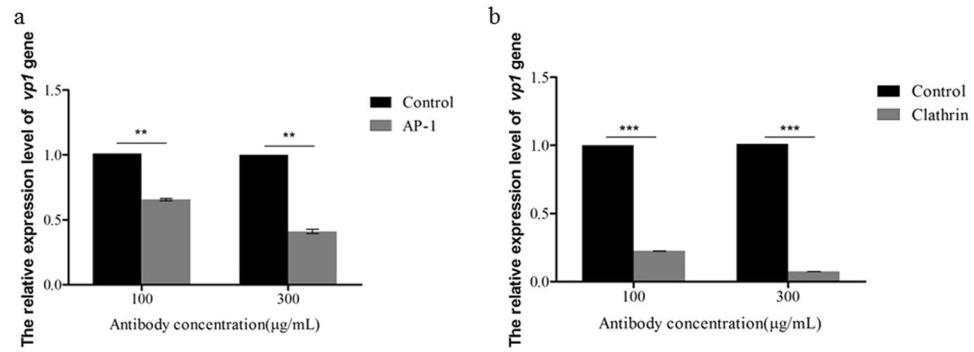 a
The relative expression level of vp1 gene
1.5
1.0
0.5
0.0
**
**
Control
AP-1
100
300
Antibody concentration(μg/mL)
b
The relative expression level of vp1 gene
1.5
1.0
0.5
0.0
***
***
Control
Clathrin
100
300
Antibody concentration(μg/mL)